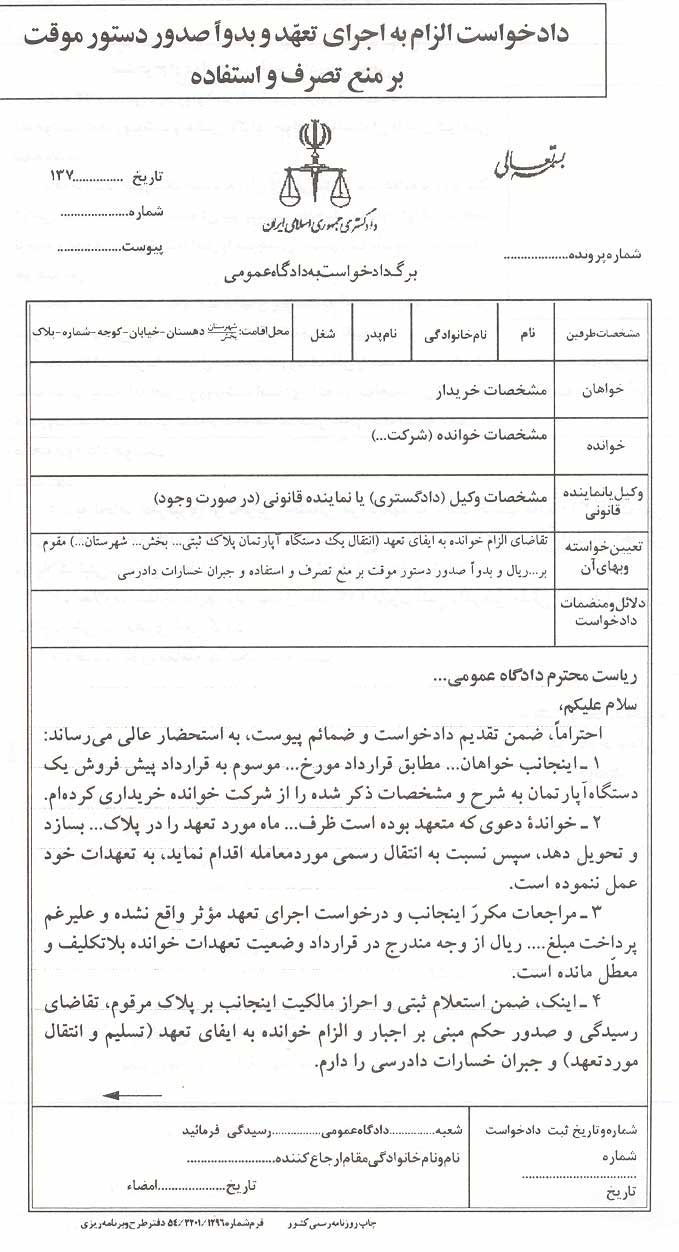 دادخواست الزام به اجرای تعهّد و بدواً صدور دستور موقت
بر منع تصرف و استفاده
بسمه تعالی
تاریخ ...............۱۳۷
شماره....................
دادگستری جمهوری اسلامی ایران
پیوست...................
شماره پرونده...................
برگ دادخواست به دادگاه عمومی
مشخصات طرفین
نام
نام خانوادگی
نام پدر
شغل
محل اقامت: شهرستان/بخش دهستان-خیابان-کوچه-شماره-پلاک
خواهان
مشخصات خریدار
خوانده
مشخصات خوانده (شرکت...)
وکیل یا نماینده
قانونی
مشخصات وکیل (دادگستری) یا نماینده قانونی (در صورت وجود)
تعیین خواسته
و بهای آن
تقاضای الزام خوانده به ایفای تعهد (انتقال یک دستگاه آپارتمان پلاک ثبتی... بخش... شهرستان...) مقوم
بر...ریال و بدواً صدور دستور موقت بر منع تصرف و استفاده و جبران خسارات دادرسی
دلائل و منضمات
دادخواست
ریاست محترم دادگاه عمومی...
سلام علیکم،
احتراماً، ضمن تقدیم دادخواست و ضمائم پیوست، به استحضار عالی می‌رساند:
۱ ـ اینجانب خواهان... مطابق قرارداد مورخ... موسوم به قرارداد پیش فروش یک
دستگاه آپارتمان به شرح و مشخصات ذکر شده را از شرکت خوانده خریداری کرده‌ام.
۲ ـ خواندهٔ دعوی که متعهد بوده است ظرف... ماه مورد تعهد را در پلاک... بسازد
و تحویل دهد، سپس نسبت به انتقال رسمی موردمعامله اقدام نماید، به تعهدات خود
عمل ننموده است.
۳ ـ مراجعات مکررّ اینجانب و درخواست اجرای تعهد مؤثر واقع نشده و علیرغم
پرداخت مبلغ.... ریال از وجه مندرج در قرارداد وضعیت تعهدات خوانده بلاتکلیف و
معطّل مانده است.
۴ ـ اینک، ضمن استعلام ثبتی و احراز مالکیت اینجانب بر پلاک مرقوم، تقاضای
رسیدگی و صدور حکم مبنی بر اجبار و الزام خوانده به ایفای تعهد (تسلیم و انتقال
موردتعهد) و جبران خسارات دادرسی را دارم.
شماره و تاریخ ثبت دادخواست
شماره
............................
تاریخ
شعبه..............دادگاه عمومی...............رسیدگی فرمائید
نام و نام خانوادگی مقام ارجاع کننده...........................
تاریخ....................امضاء
چاپ روزنامه رسمی کشور فرم شماره ۵۴/۲۲۰۱/۱۲۹۶ دفتر طرح و برنامه ریزی